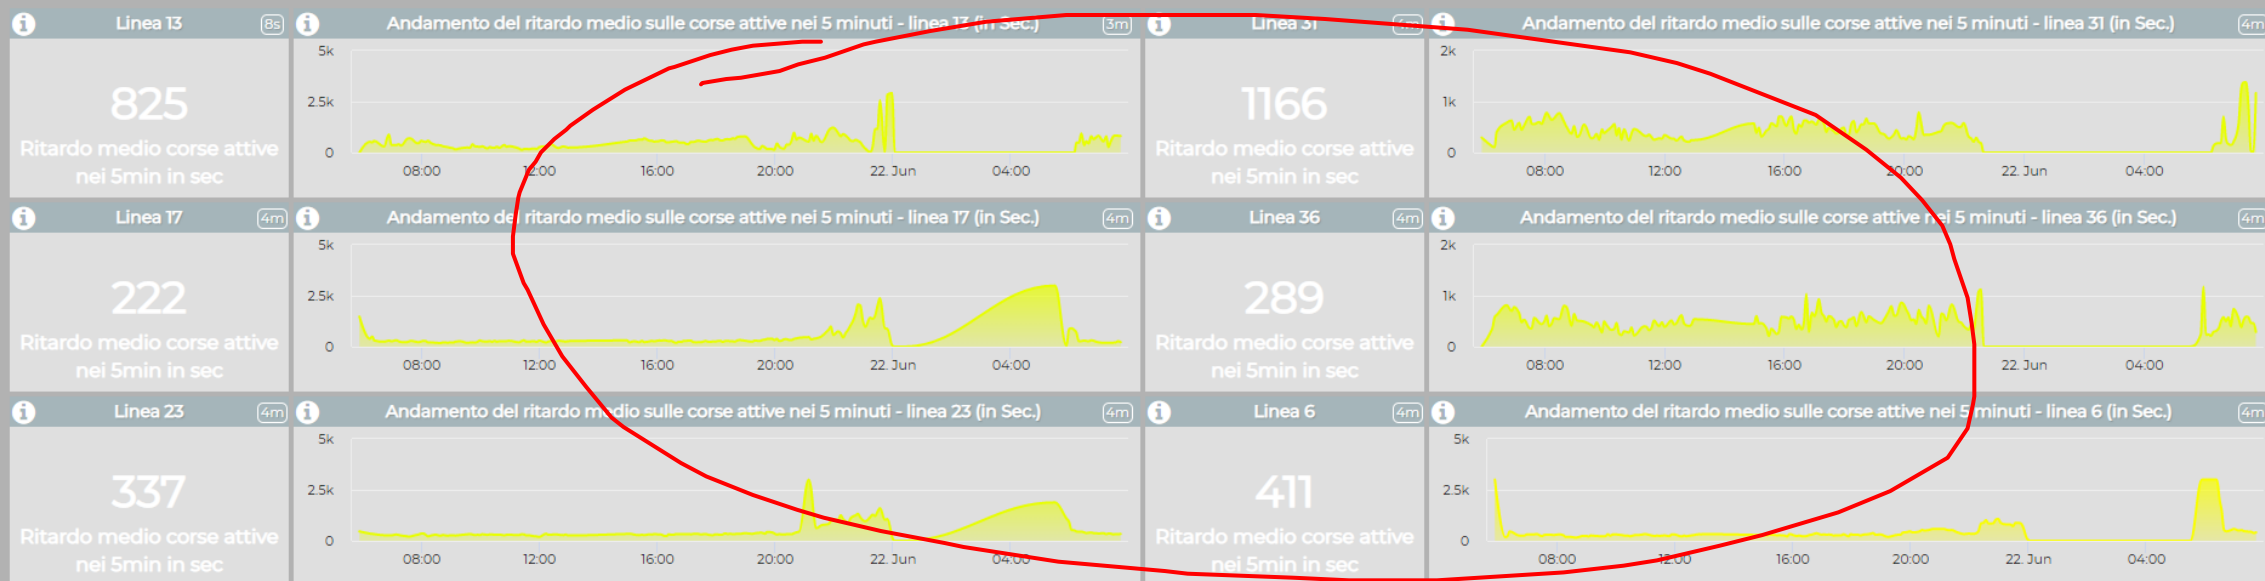 Linea 13
8s
Andamento del ritardo medio sulle corse attive nei 5 minuti - linea 13 (in Sec.)
3m
825
Ritardo medio corse attive
nei 5min in sec
5k
2.5k
0
08:00
12:00
16:00
20:00
22. Jun
04:00
Linea 31
4m
Andamento del ritardo medio sulle corse attive nei 5 minuti - linea 31 (in Sec.)
4m
1166
Ritardo medio corse attive
nei 5min in sec
2k
1k
0
08:00
12:00
16:00
20:00
22. Jun
04:00
Linea 17
4m
Andamento del ritardo medio sulle corse attive nei 5 minuti - linea 17 (in Sec.)
4m
222
Ritardo medio corse attive
nei 5min in sec
5k
2.5k
0
08:00
12:00
16:00
20:00
22. Jun
04:00
Linea 36
4m
Andamento del ritardo medio sulle corse attive nei 5 minuti - linea 36 (in Sec.)
4m
289
Ritardo medio corse attive
nei 5min in sec
2k
1k
0
08:00
12:00
16:00
20:00
22. Jun
04:00
Linea 23
4m
Andamento del ritardo medio sulle corse attive nei 5 minuti - linea 23 (in Sec.)
4m
337
Ritardo medio corse attive
nei 5min in sec
5k
2.5k
0
08:00
12:00
16:00
20:00
22. Jun
04:00
Linea 6
4m
Andamento del ritardo medio sulle corse attive nei 5 minuti - linea 6 (in Sec.)
4m
411
Ritardo medio corse attive
nei 5min in sec
5k
2.5k
0
08:00
12:00
16:00
20:00
22. Jun
04:00